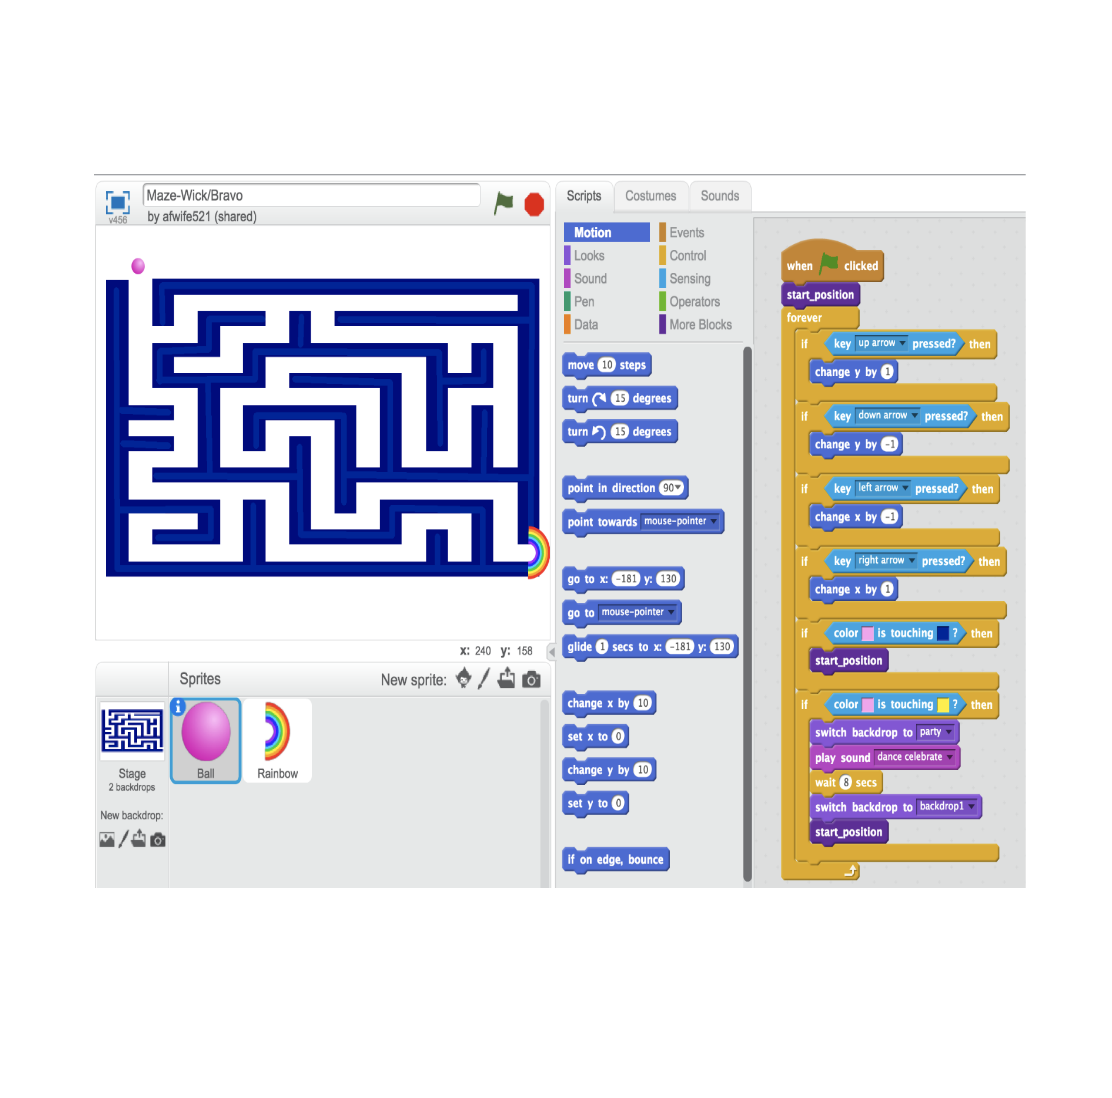 Maze-Wick/Bravo
v456
by afwife521 (shared)
x: 240 y: 158
Sprites
New sprite:
Stage
2 backdrops
Ball
Rainbow
New backdrop:
Scripts
Costumes
Sounds
Motion
Looks
Sound
Pen
Data
Events
Control
Sensing
Operators
More Blocks
move 10 steps
turn 15 degrees
turn 15 degrees
point in direction 90
point towards mouse-pointer
go to x: -181 y: 130
go to mouse-pointer
glide 1 secs to x: -181 y: 130
change x by 10
set x to 0
change y by 10
set y to 0
if on edge, bounce
when clicked
start_position
forever
if key up arrow pressed? then
change y by 1
if key down arrow pressed? then
change y by -1
if key left arrow pressed? then
change x by -1
if key right arrow pressed? then
change x by 1
if color is touching ? then
start_position
if color is touching ? then
switch backdrop to party
play sound dance celebrate
wait 8 secs
switch backdrop to backdrop1
start_position